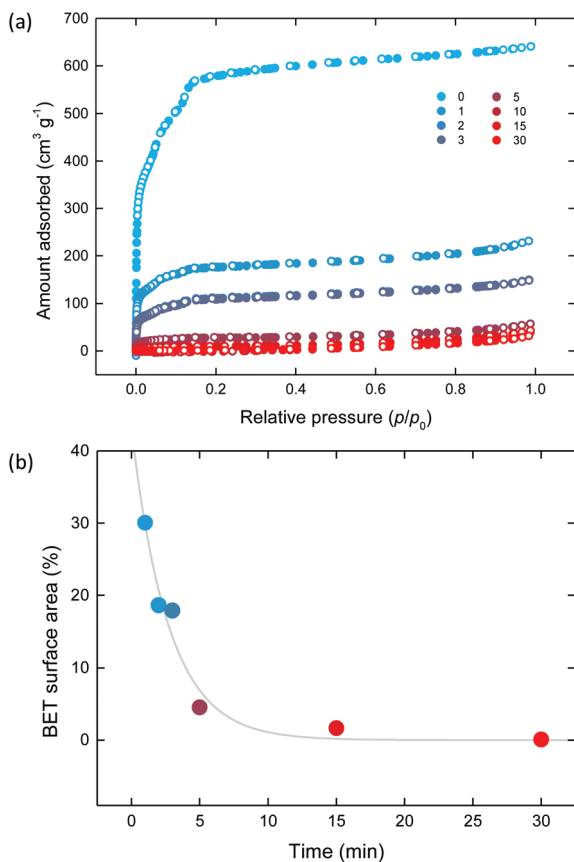 (a)
700
600
500
400
300
200
100
0
Amount adsorbed (cm³ g⁻¹)
0 5
1 10
2 15
3 30
0.0 0.2 0.4 0.6 0.8 1.0
Relative pressure (p/p₀)
(b)
40
30
20
10
0
BET surface area (%)
0 5 10 15 20 25 30
Time (min)